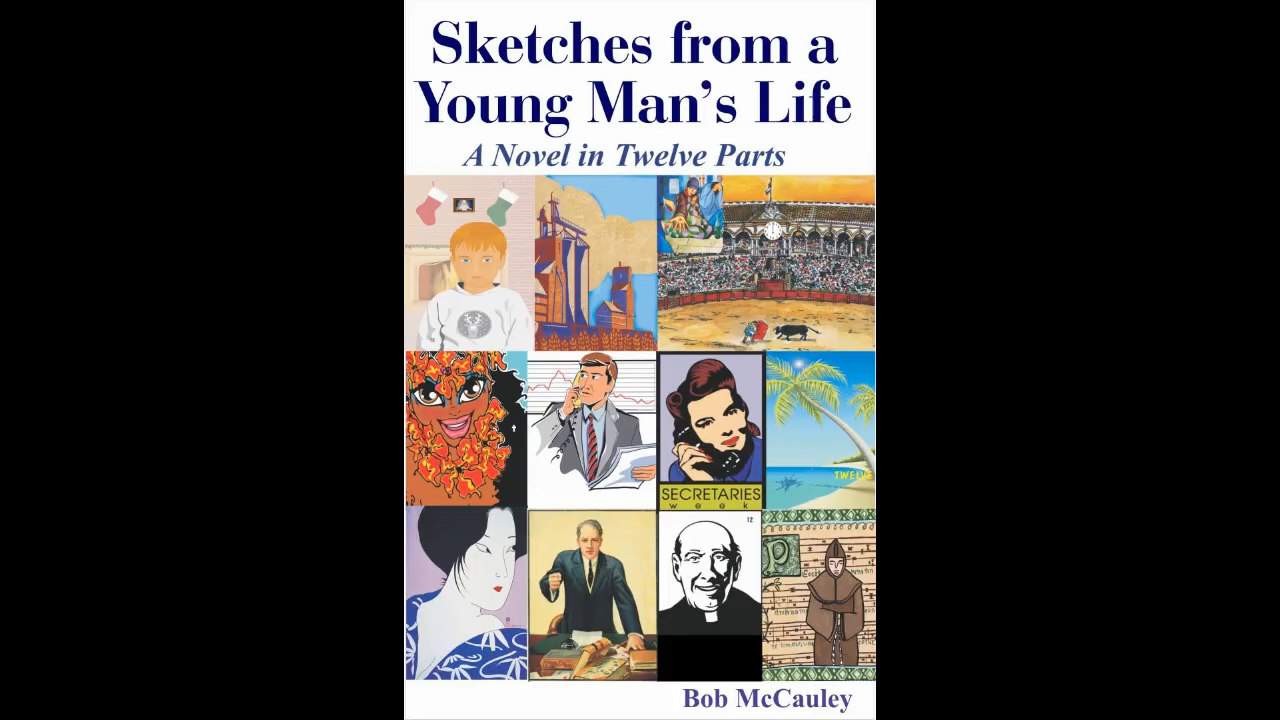 Sketches from a
Young Man's Life
A Novel in Twelve Parts
TWELVE
SECRETARIES
week
12
P
Bob McCauley